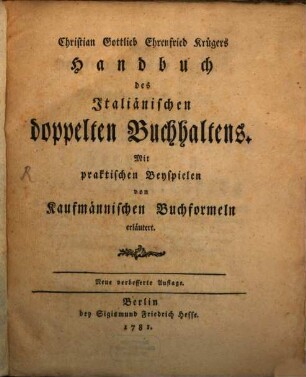 Christian Gottlieb Ehrenfried Krügers
Handbuch
des
Italiänischen
doppelten Buchhaltens.
Mit
praktischen Beyspielen
von
Kaufmännischen Buchformeln
erläutert.
Neue verbesserte Auflage.
Berlin
bey Sigismund Friedrich Hesse.
1782.